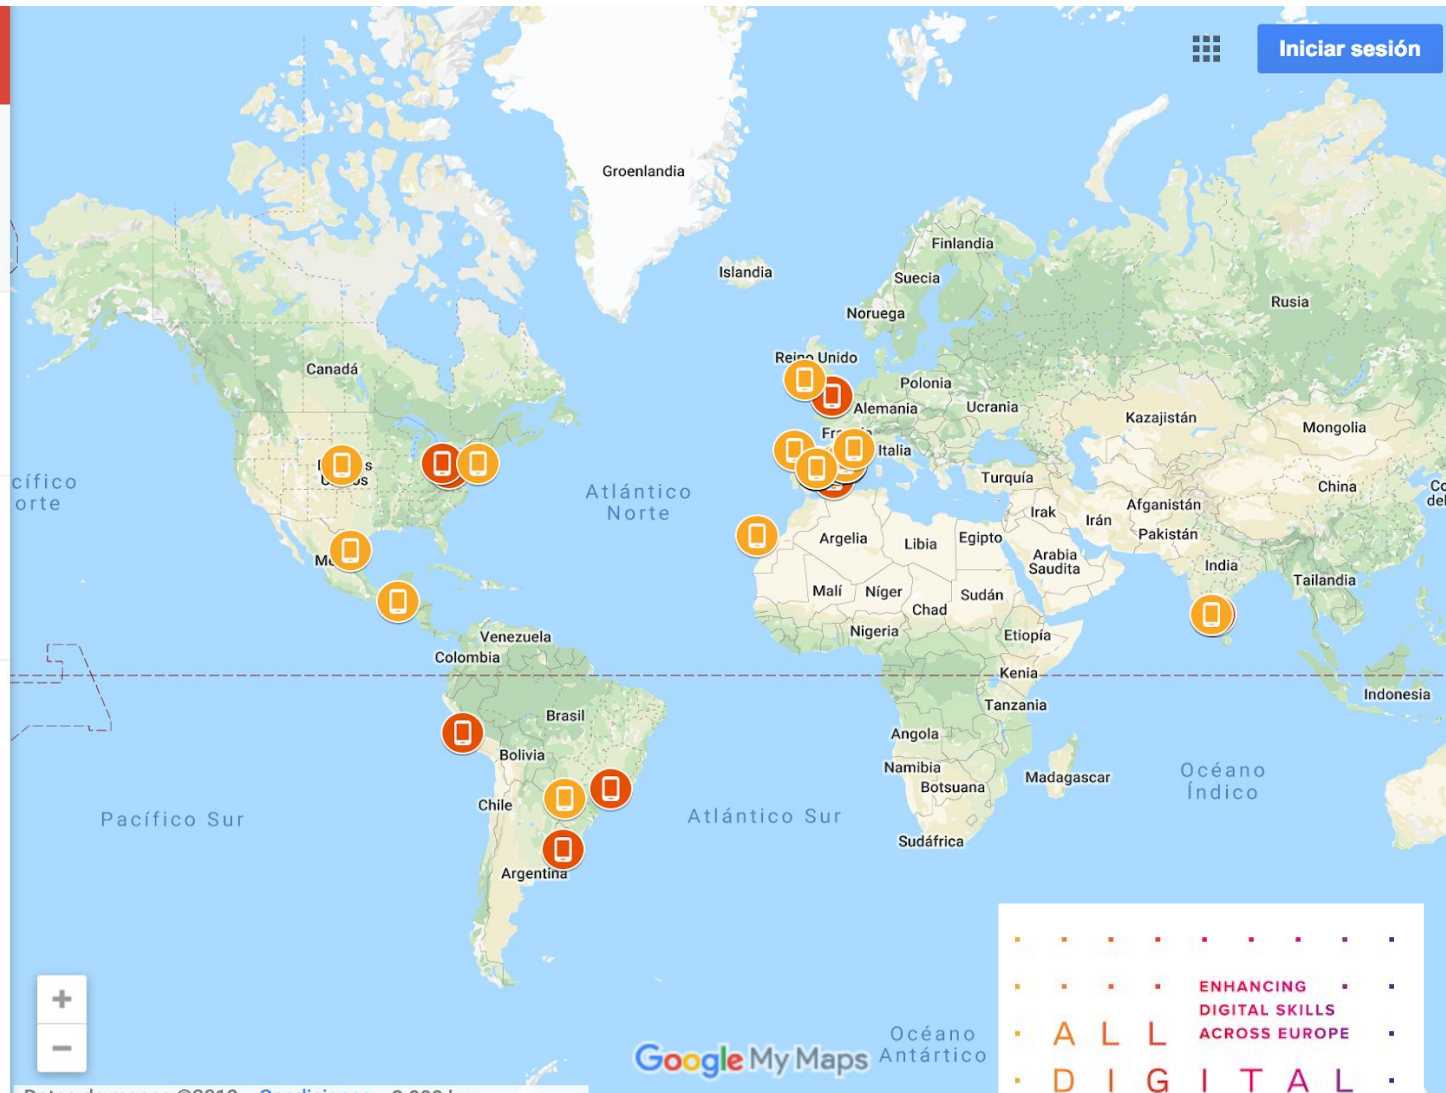 Iniciar sesión
Groenlandia
Finlandia
Islandia
Suecia
Rusia
Noruega
Reino Unido
Canadá
Polonia
Alemania
Ucrania
Kazajistán
Mongolia
Italia
Turquía
China
Pacífico Sur
Atlántico
Norte
Afganistán
Irak
Irán
Pakistán
Argelia
Libia
Egipto
Arabia
Saudita
India
Tailandia
Malí
Níger
Chad
Sudán
Nigeria
Etiopía
Venezuela
Colombia
Kenia
Indonesia
Tanzania
Brasil
Angola
Bolivia
Namibia
Botsuana
Madagascar
Océano
Índico
Chile
Atlántico Sur
Sudáfrica
Argentina
ENHANCING
DIGITAL SKILLS
ACROSS EUROPE
ALL
DIGITAL
Google My Maps
Océano
Antártico